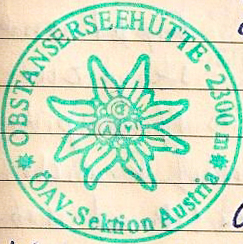 OBSTANSERSEEHÜTTE - 2300 m
ÖAV-Sektion Austria